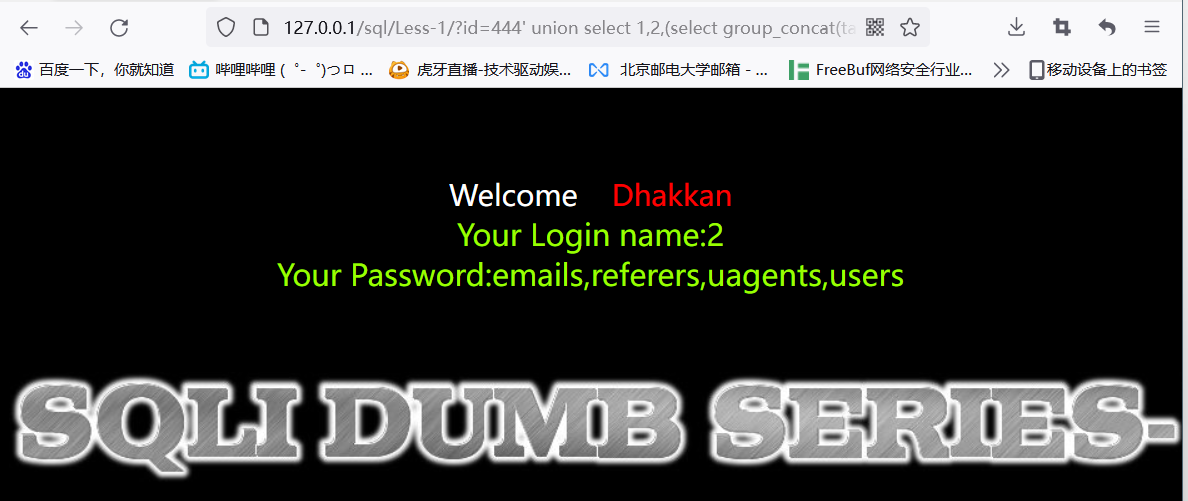 127.0.0.1/sql/Less-1/?id=444' union select 1,2,(select group_concat(ta
百度一下，你就知道 哔哩哔哩 (゜-゜)つロ ... 虎牙直播-技术驱动娱... 北京邮电大学邮箱 - ... FreeBuf网络安全行业... 移动设备上的书签
Welcome Dhakkan
Your Login name:2
Your Password:emails,referers,uagents,users
SQLI DUMB SERIES-